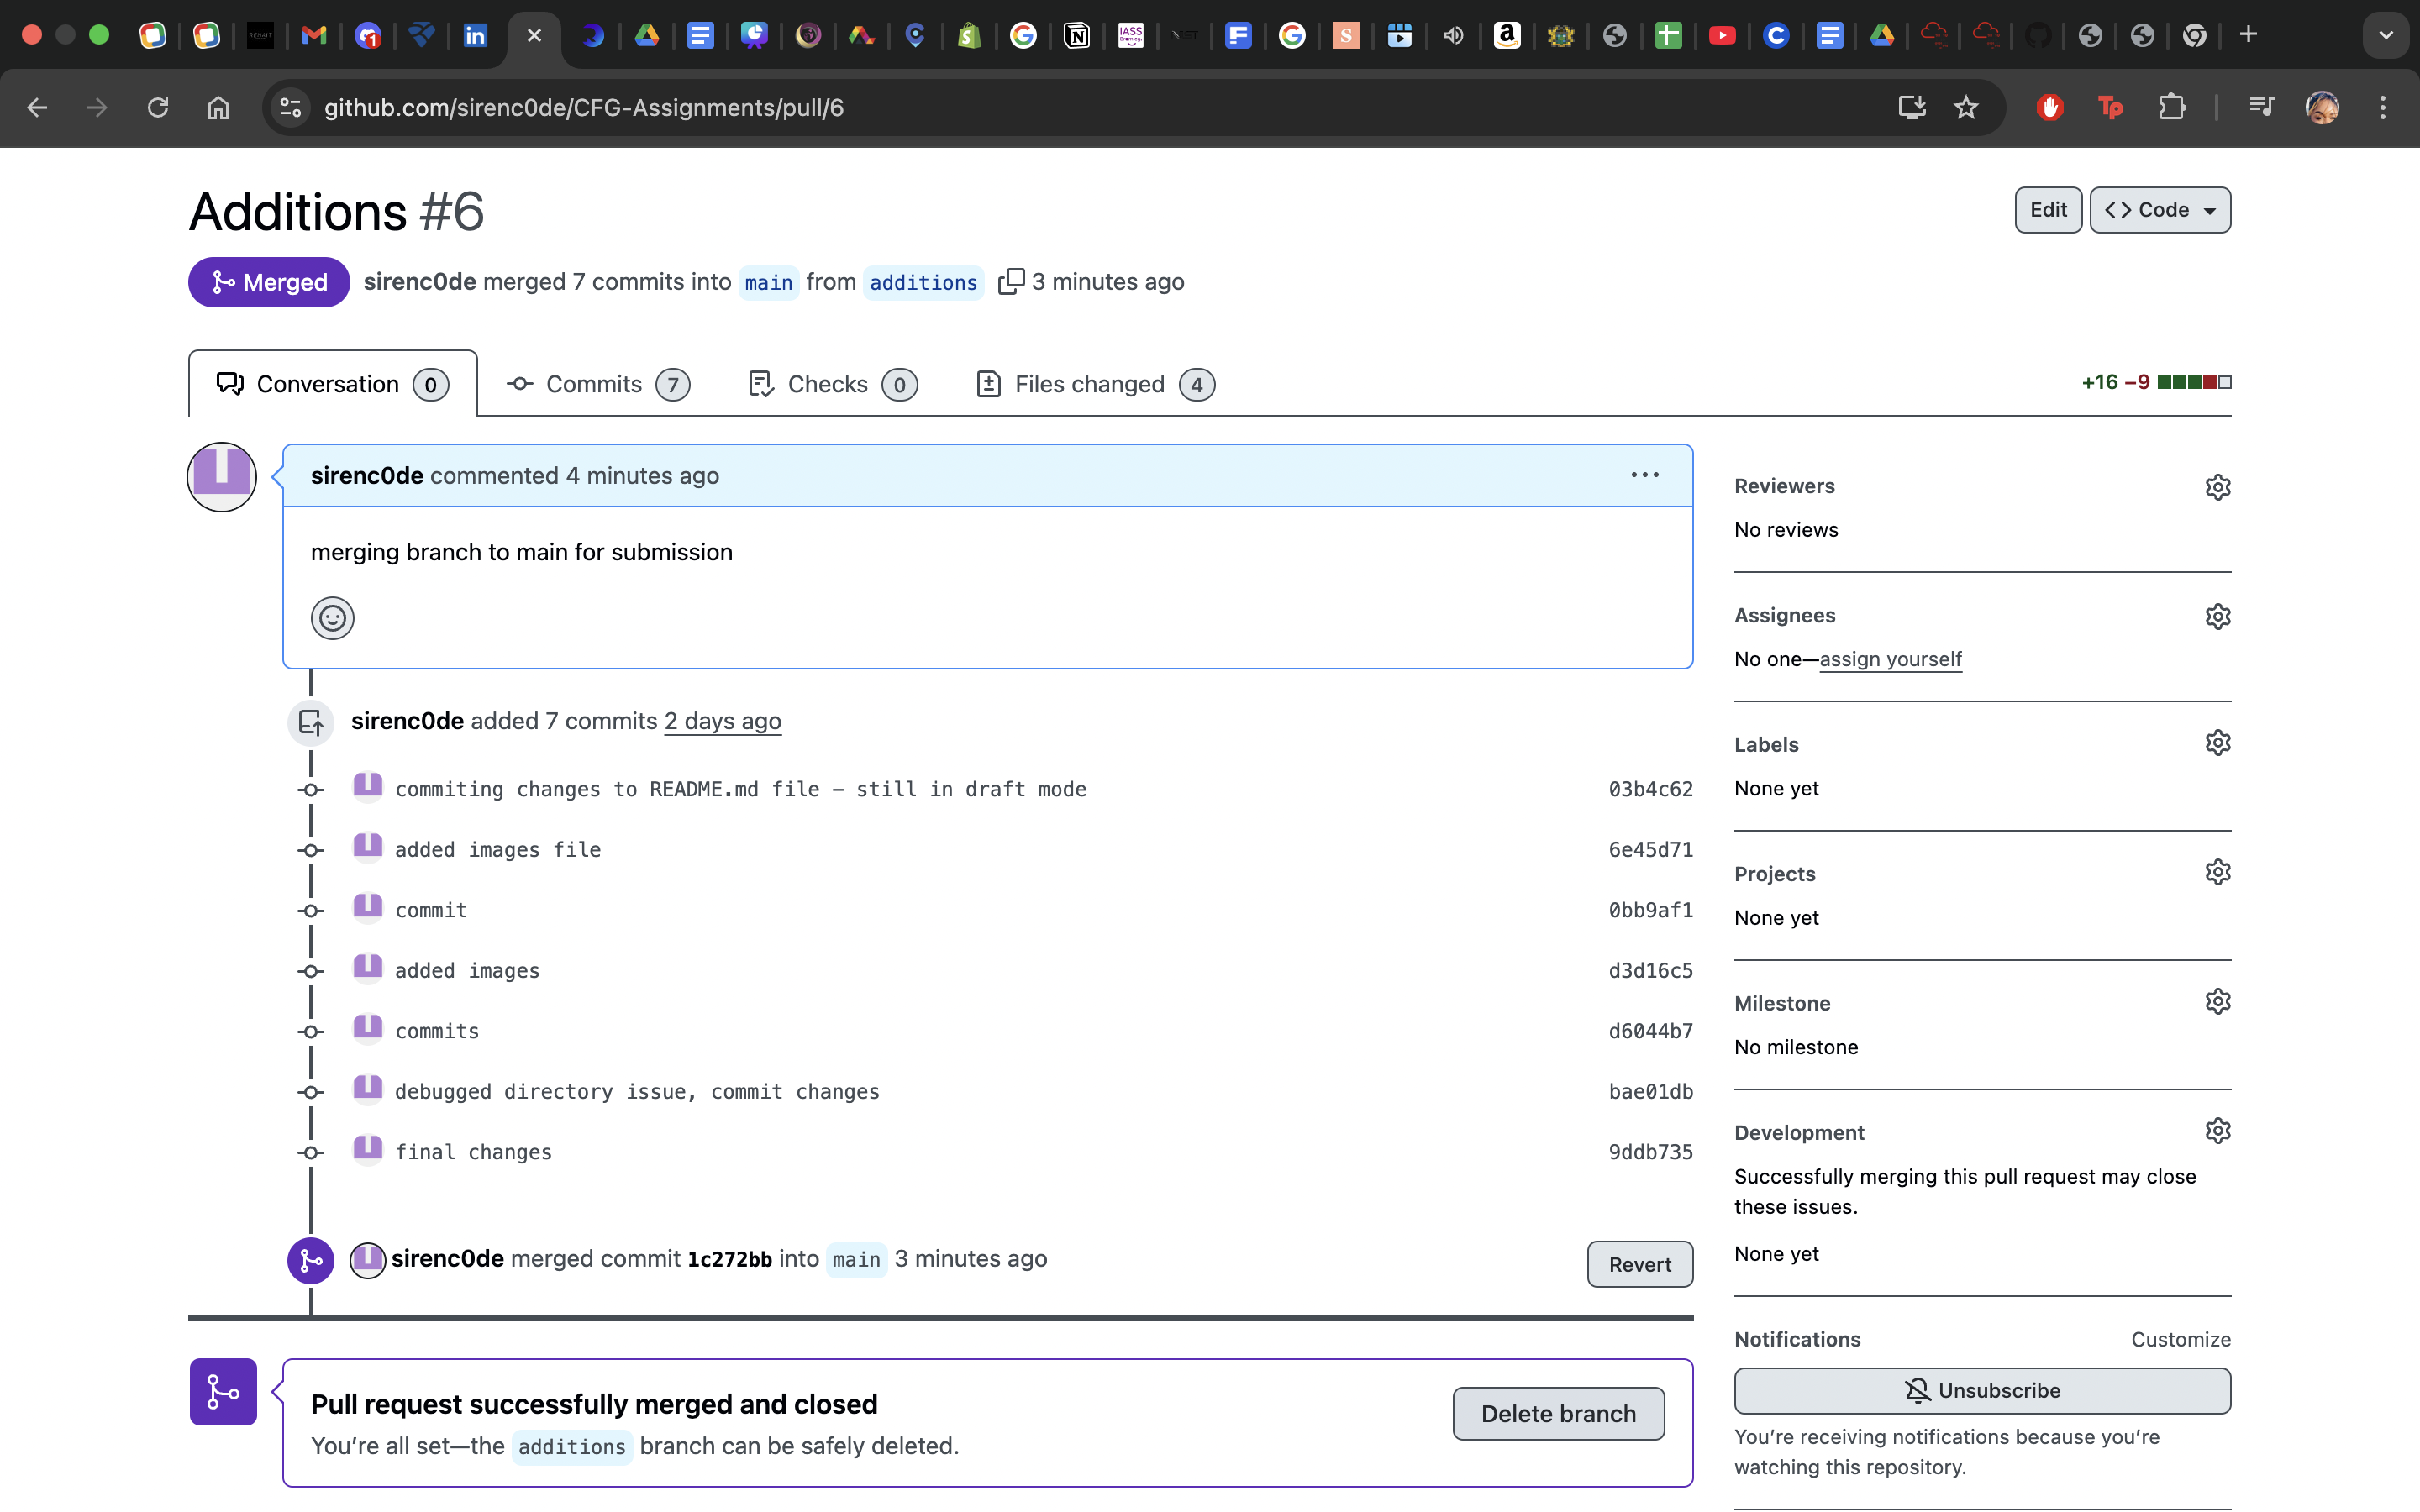 github.com/sirenc0de/CFG-Assignments/pull/6
Additions #6
Edit
Code
Merged
sirenc0de merged 7 commits into main from additions 3 minutes ago
Conversation 0
Commits 7
Checks 0
Files changed 4
+16 −9
sirenc0de commented 4 minutes ago
merging branch to main for submission
sirenc0de added 7 commits 2 days ago
commiting changes to README.md file – still in draft mode 03b4c62
added images file 6e45d71
commit 0bb9af1
added images d3d16c5
commits d6044b7
debugged directory issue, commit changes bae01db
final changes 9ddb735
sirenc0de merged commit 1c272bb into main 3 minutes ago
Revert
Pull request successfully merged and closed
You’re all set—the additions branch can be safely deleted.
Delete branch
Reviewers
No reviews
Assignees
No one—assign yourself
Labels
None yet
Projects
None yet
Milestone
No milestone
Development
Successfully merging this pull request may close
these issues.
None yet
Notifications
Customize
Unsubscribe
You’re receiving notifications because you’re
watching this repository.